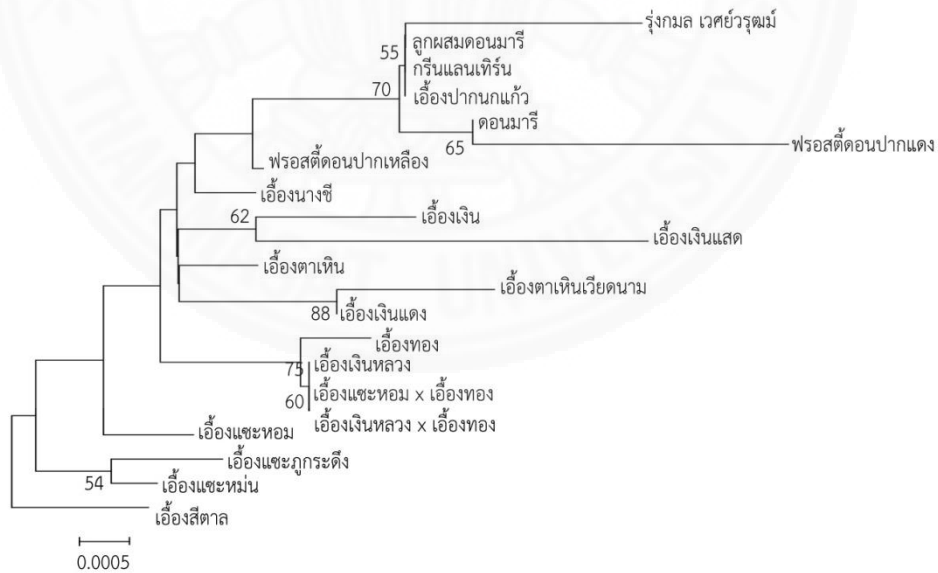 รุ่งกมล เวศย์วรุฒม์
55
ลูกผสมดอนมารี
กรีนแลนเทิร์น
70
เอื้องปากนกแก้ว
ดอนมารี
65
ฟรอสตี้ดอนปากแดง
ฟรอสตี้ดอนปากเหลือง
เอื้องนางชี
62
เอื้องเงิน
เอื้องเงินแสด
เอื้องตาเหิน
เอื้องตาเหินเวียดนาม
88
เอื้องเงินแดง
เอื้องทอง
75
เอื้องเงินหลวง
เอื้องแซะหอม x เอื้องทอง
60
เอื้องเงินหลวง x เอื้องทอง
เอื้องแซะหอม
เอื้องแซะภูกระดึง
54
เอื้องแซะหม่น
เอื้องสีตาล
0.0005